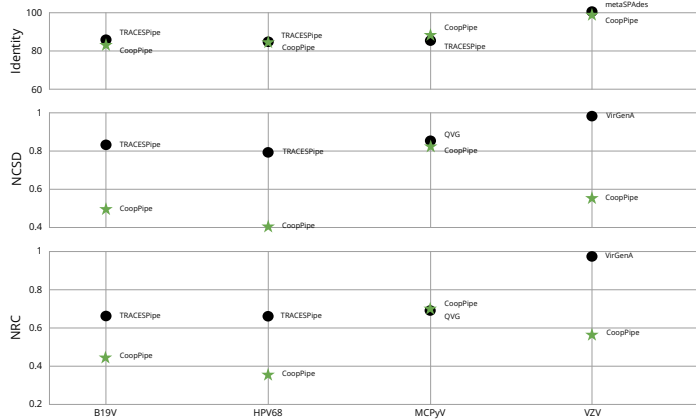 metaSPAdes
100
TRACESPipe
CoopPipe
CoopPipe
TRACESPipe
80
CoopPipe
CoopPipe
TRACESPipe
60
Identity
1
VirGenA
QVG
TRACESPipe
TRACESPipe
CoopPipe
0.8
0.6
CoopPipe
CoopPipe
CoopPipe
0.4
NCSD
1
VirGenA
0.8
TRACESPipe
TRACESPipe
CoopPipe
QVG
0.6
CoopPipe
CoopPipe
CoopPipe
0.4
0.2
NRC
B19V HPV68 MCPyV VZV